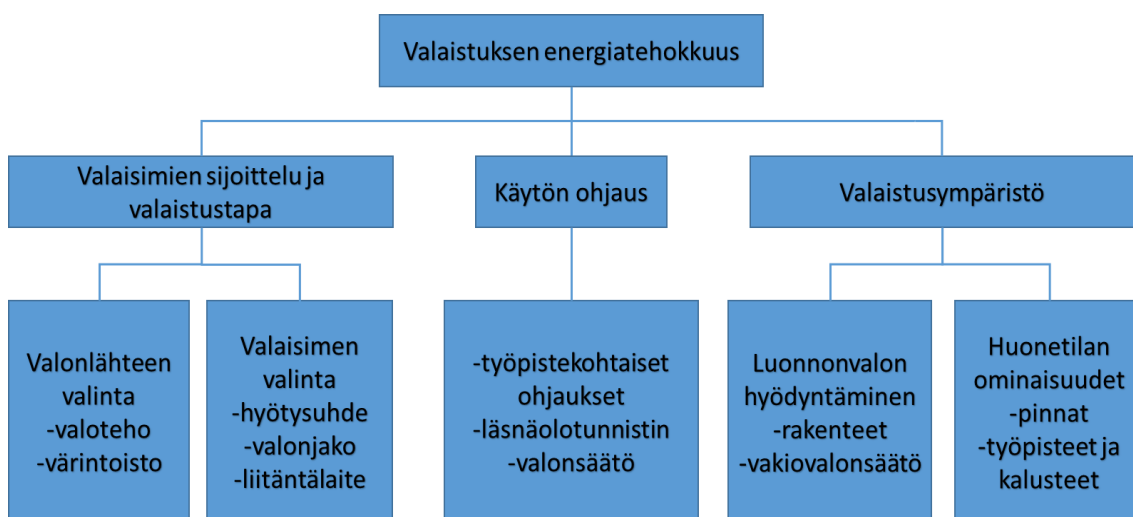 Valaistuksen energiatehokkuus
Valaisimien sijoittelu ja
valaistustapa
Käytön ohjaus
Valaistusympäristö
Valonlähteen
valinta
-valoteho
-värintoisto
Valaisimen
valinta
-hyötysuhde
-valonjako
-liitäntälaite
-työpistekohtaiset
ohjaukset
-läsnäolotunnistin
-valonsäätö
Luonnonvalon
hyödyntäminen
-rakenteet
-vakiovalonsäätö
Huonetilan
ominaisuudet
-pinnat
-työpisteet ja
kalusteet